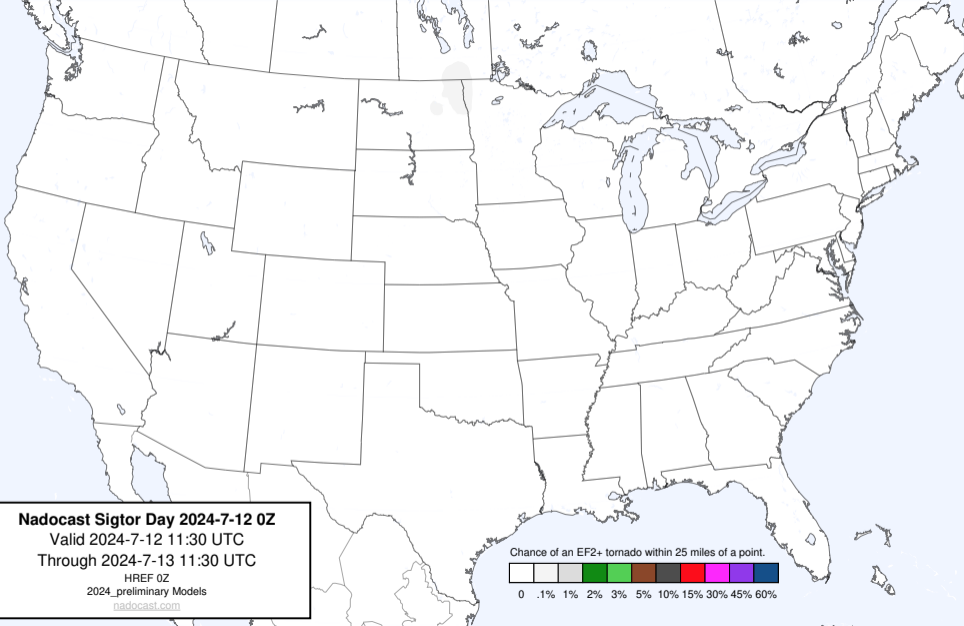 Nadocast Sigtor Day 2024-7-12 0Z
Valid 2024-7-12 11:30 UTC
Through 2024-7-13 11:30 UTC
HREF 0Z
2024_preliminary Models
nadocast.com
Chance of an EF2+ tornado within 25 miles of a point.
0 .1% 1% 2% 3% 5% 10% 15% 30% 45% 60%